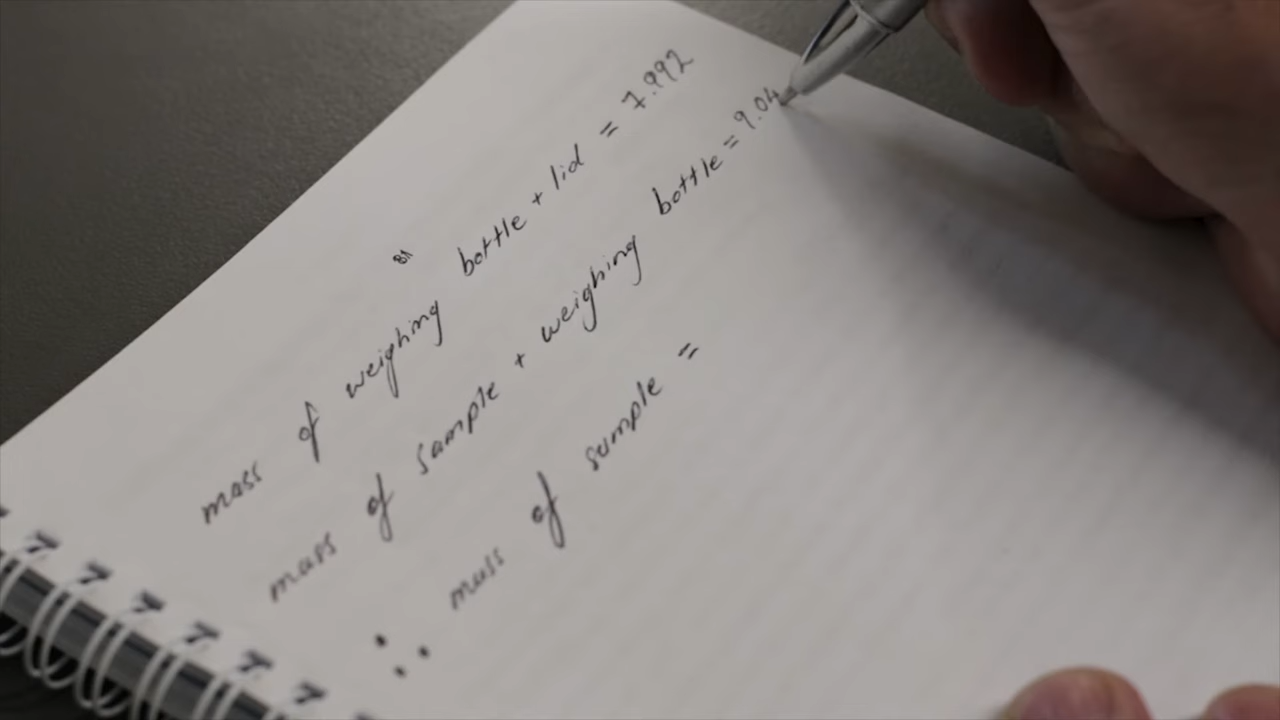 mass of weighing bottle + lid = 7.992
mass of sample + weighing bottle = 9.04
∴ mass of sample =